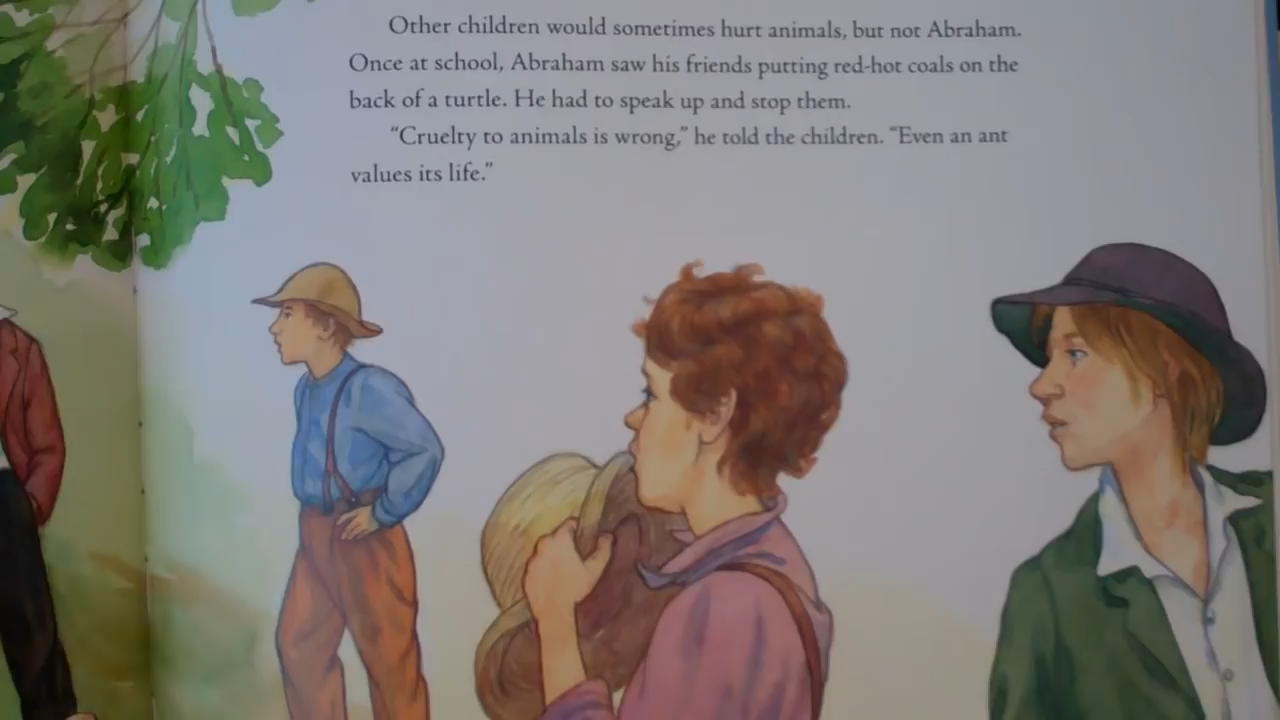 Other children would sometimes hurt animals, but not Abraham.
Once at school, Abraham saw his friends putting red-hot coals on the
back of a turtle. He had to speak up and stop them.
“Cruelty to animals is wrong,” he told the children. “Even an ant
values its life.”